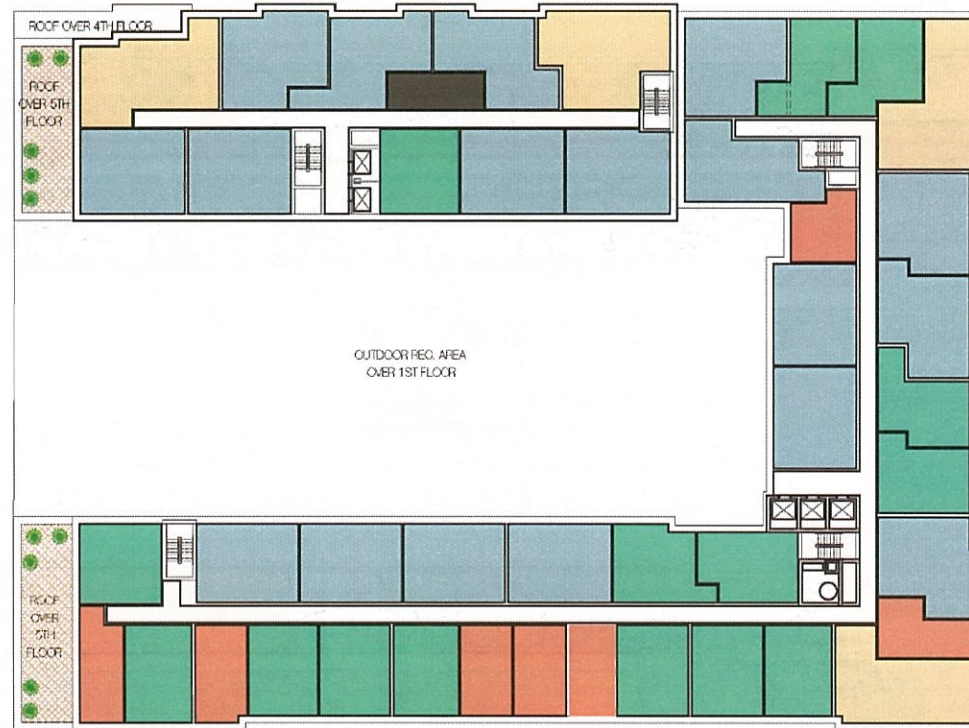 ROOF OVER 4TH FLOOR
ROOF
OVER 5TH
FLOOR
OUTDOOR REC. AREA
OVER 1ST FLOOR
ROOF
OVER
5TH
FLOOR